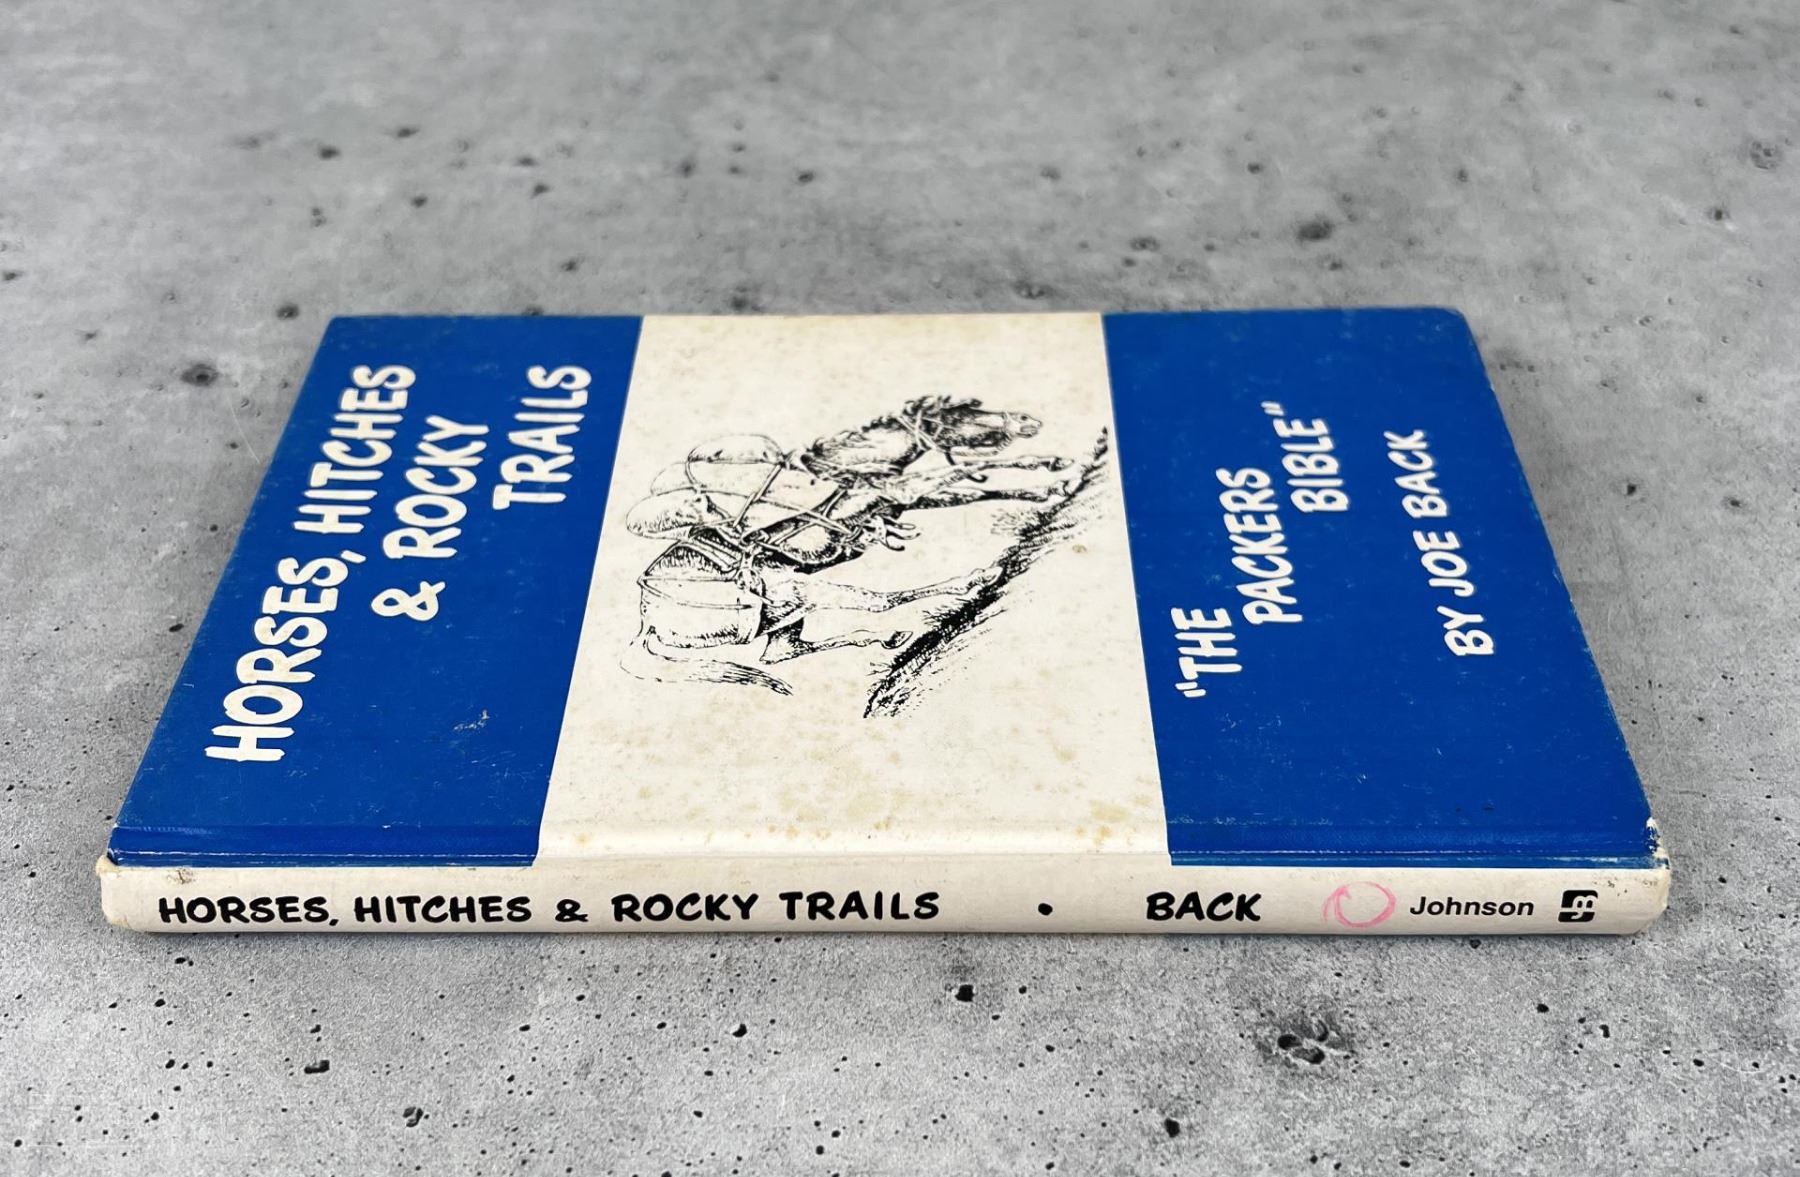 HORSES, HITCHES
& ROCKY
TRAILS
"THE
PACKERS
BIBLE"
BY JOE BACK
HORSES, HITCHES & ROCKY TRAILS • BACK Johnson